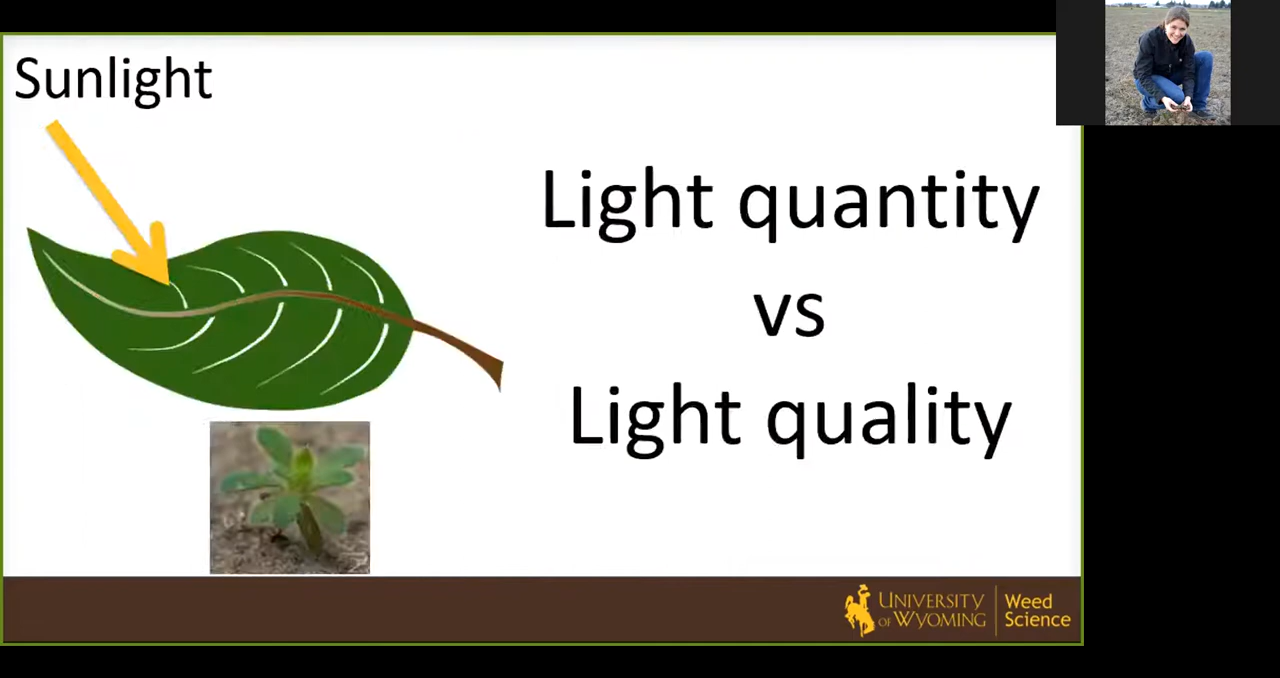 Sunlight
Light quantity
vs
Light quality
UNIVERSITY
OF WYOMING
Weed
Science